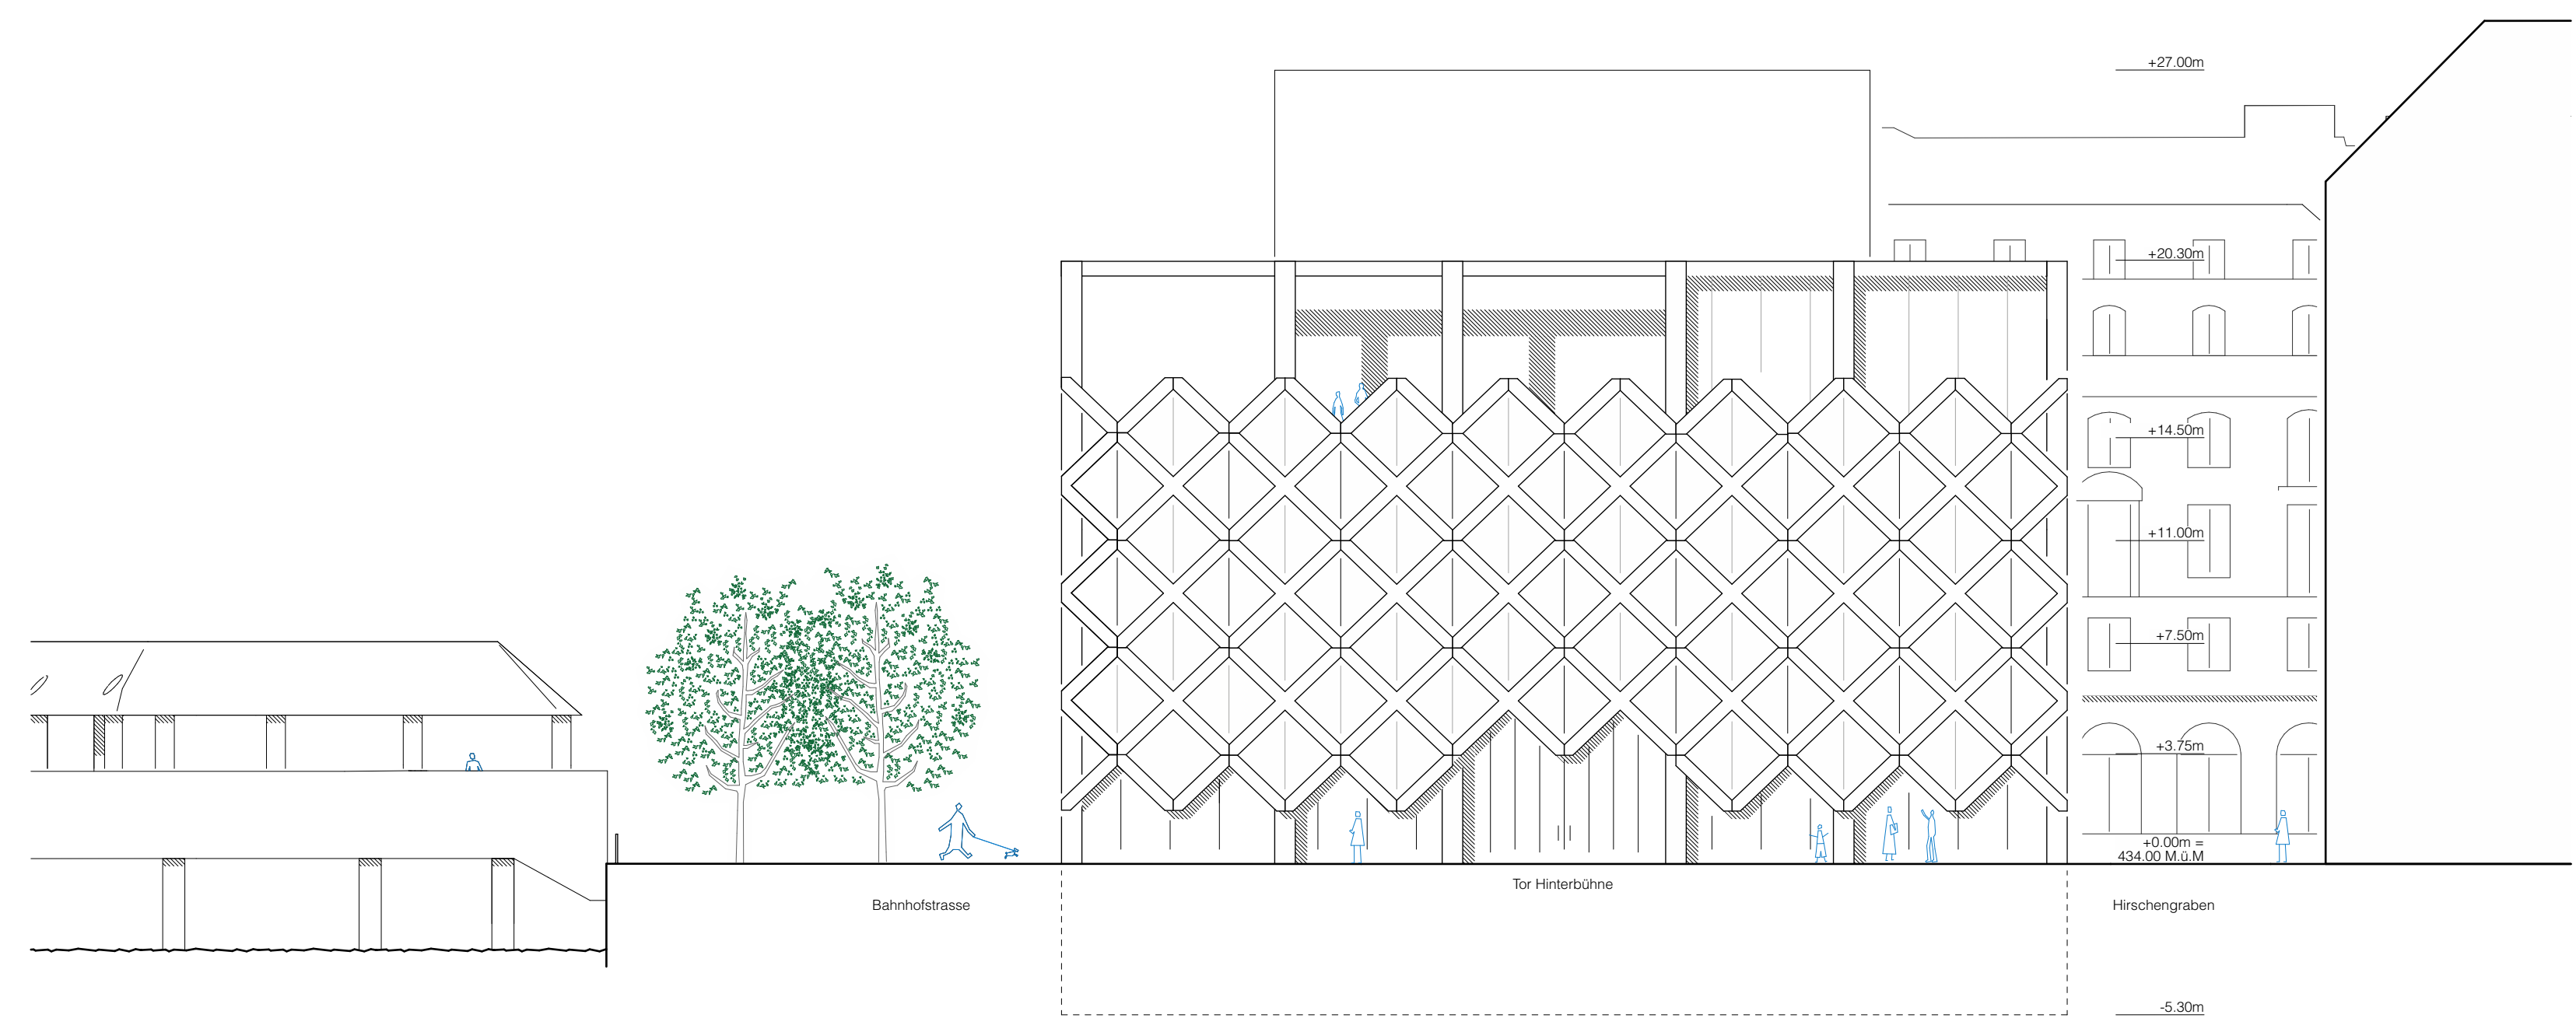 +27.00m
+20.30m
+14.50m
+11.00m
+7.50m
+3.75m
+0.00m =
434.00 M.ü.M
Tor Hinterbühne
Bahnhofstrasse
Hirschengraben
-5.30m